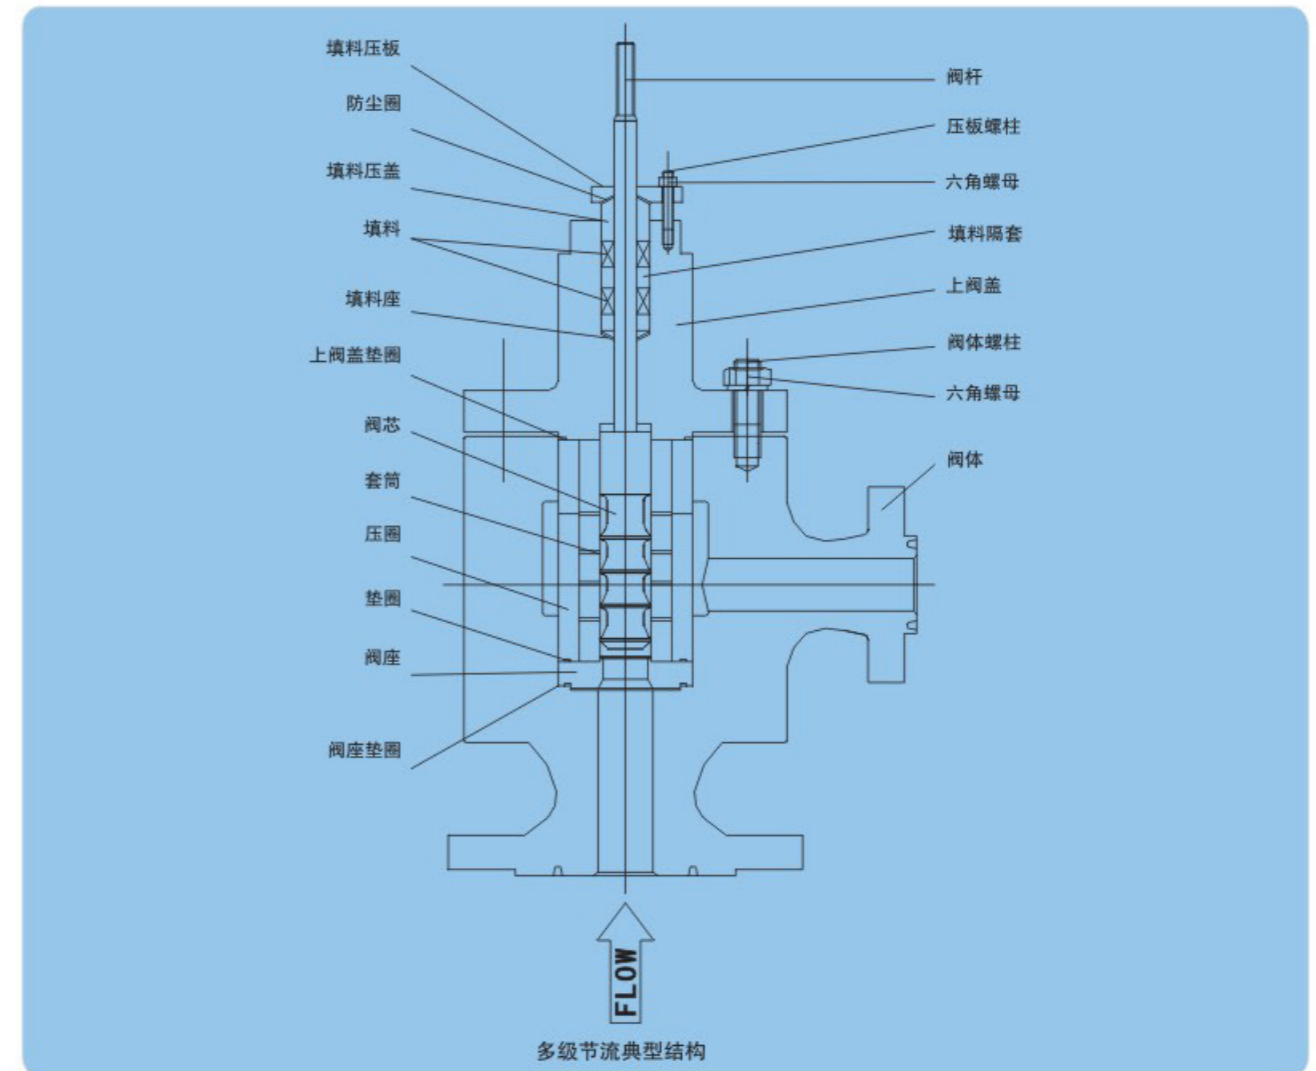 填料压板
防尘圈
填料压盖
填料
填料座
上阀盖垫圈
阀芯
套筒
压圈
垫圈
阀座
阀座垫圈
阀杆
压板螺柱
六角螺母
填料隔套
上阀盖
阀体螺柱
六角螺母
阀体
FLOW
多级节流典型结构